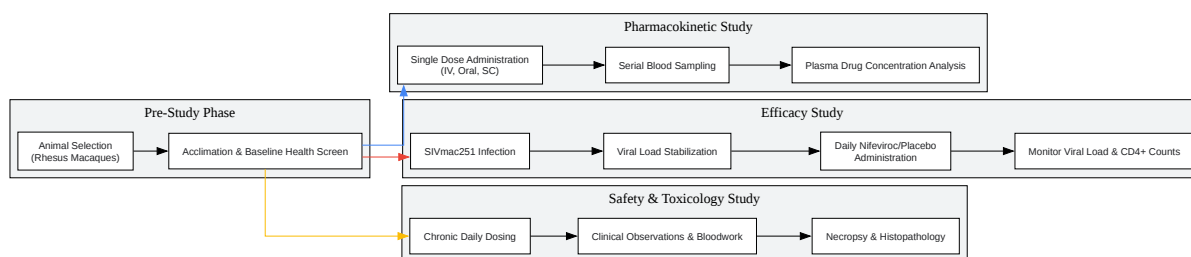 Pharmacokinetic Study
Single Dose Administration
(IV, Oral, SC)
Serial Blood Sampling
Plasma Drug Concentration Analysis
Pre-Study Phase
Animal Selection
(Rhesus Macaques)
Acclimation & Baseline Health Screen
Efficacy Study
SIVmac251 Infection
Viral Load Stabilization
Daily Nifeviroc/Placebo
Administration
Monitor Viral Load & CD4+ Counts
Safety & Toxicology Study
Chronic Daily Dosing
Clinical Observations & Bloodwork
Necropsy & Histopathology